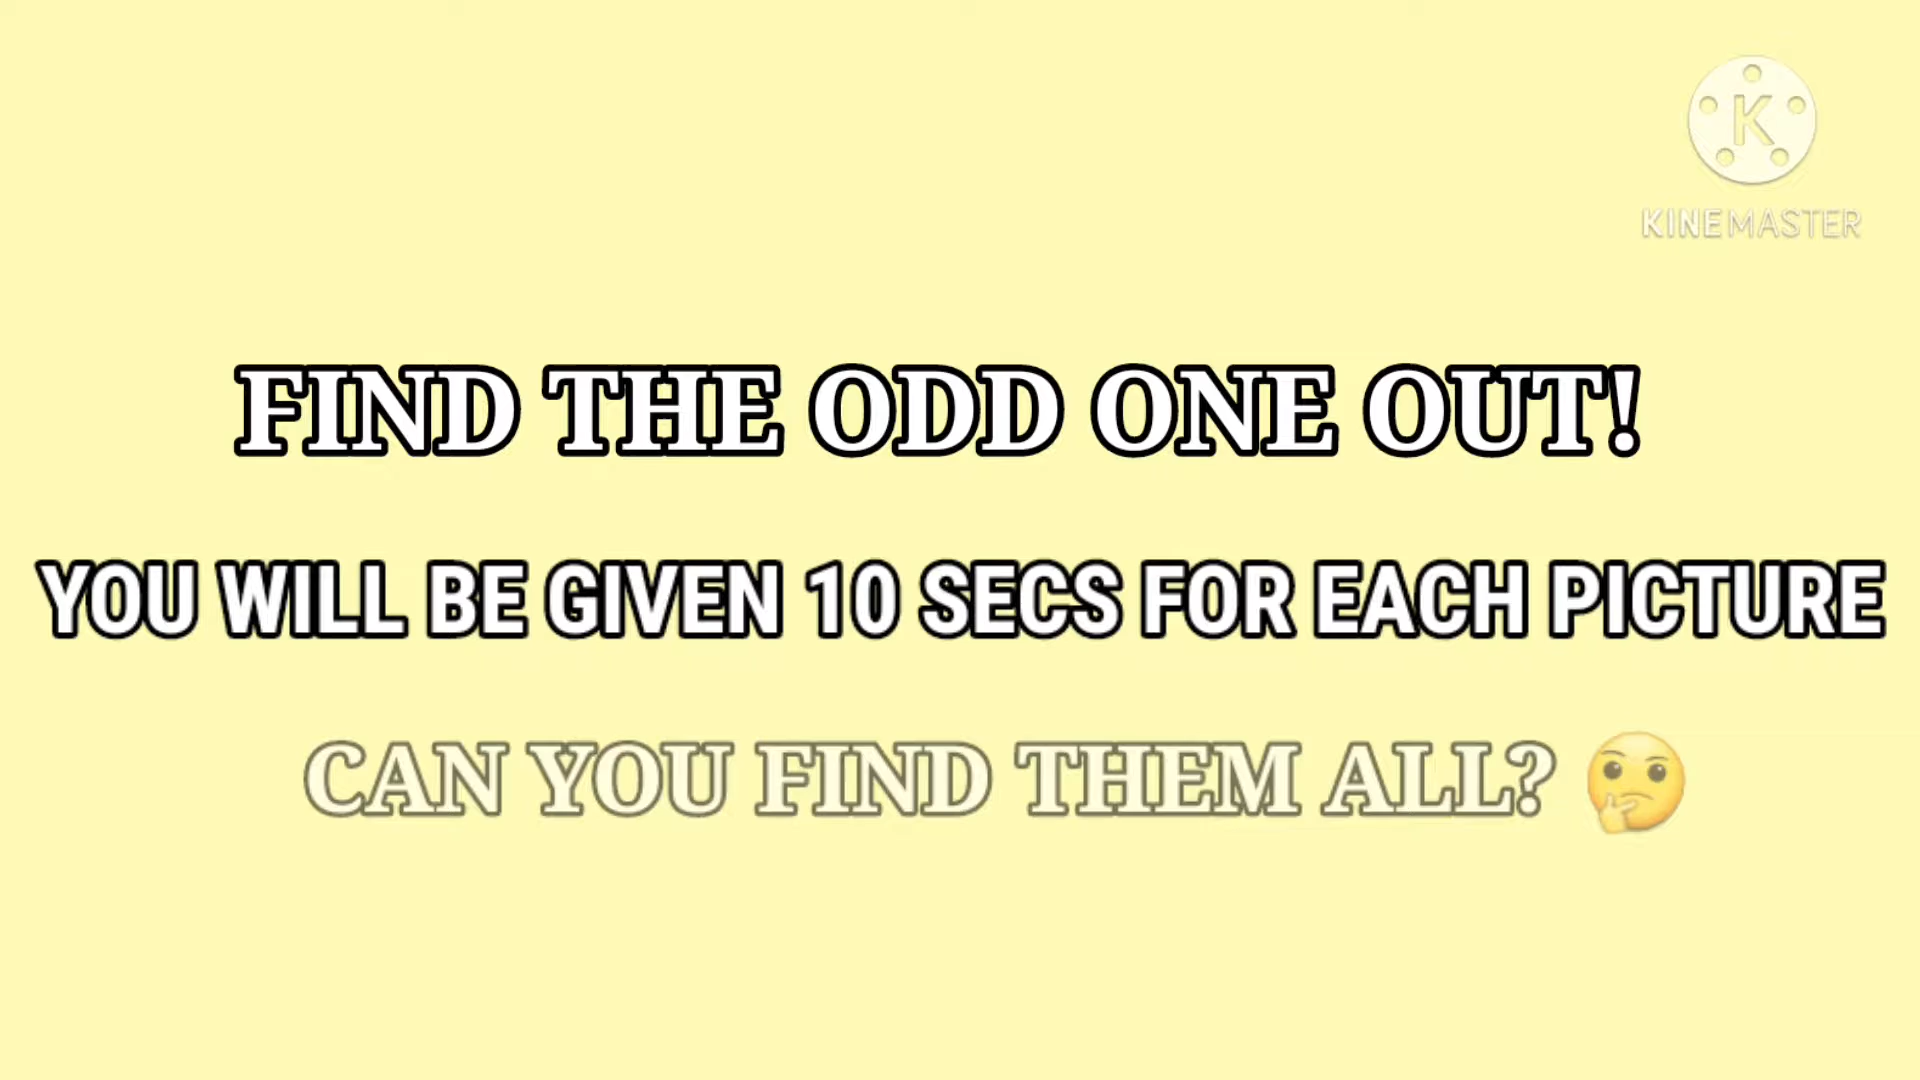 K
KINEMASTER
FIND THE ODD ONE OUT!
YOU WILL BE GIVEN 10 SECS FOR EACH PICTURE
CAN YOU FIND THEM ALL? 🤔